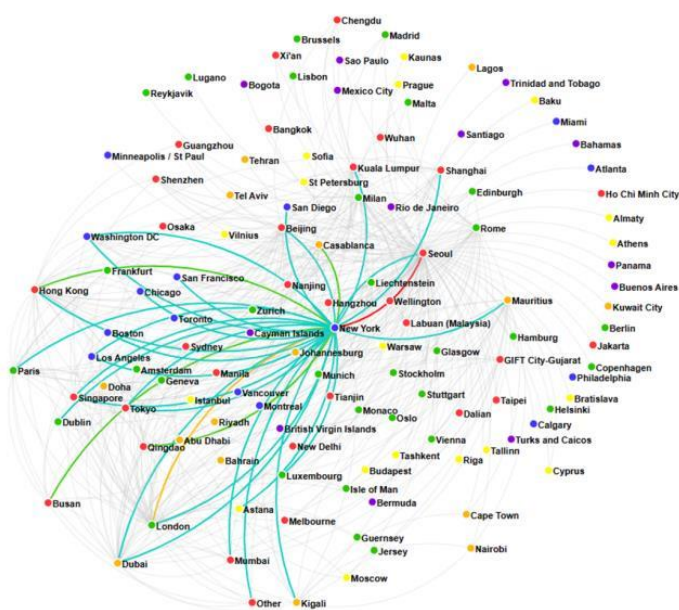 Chengdu
Brussels
Madrid
Xi'an
Sao Paulo
Kaunas
Lugano
Bogota
Lisbon
Lagos
Reykjavik
Mexico City
Prague
Trinidad and Tobago
Malta
Baku
Miami
Bangkok
Wuhan
Santiago
Bahamas
Guangzhou
Minneapolis / St Paul
Tehran
Sofia
Kuala Lumpur
Shanghai
Atlanta
Shenzhen
St Petersburg
Tel Aviv
Milan
Edinburgh
Ho Chi Minh City
San Diego
Rio de Janeiro
Almaty
Osaka
Beijing
Rome
Washington DC
Vilnius
Casablanca
Athens
Seoul
Panama
Frankfurt
San Francisco
Hong Kong
Chicago
Nanjing
Liechtenstein
Buenos Aires
Hangzhou
Wellington
Mauritius
Kuwait City
Zurich
Toronto
Labuan (Malaysia)
Boston
Cayman Islands
New York
Berlin
Hamburg
Sydney
Warsaw
Jakarta
Los Angeles
Johannesburg
Glasgow
GIFT City-Gujarat
Paris
Amsterdam
Manila
Munich
Stockholm
Copenhagen
Geneva
Philadelphia
Doha
Singapore
Istanbul
Vancouver
Tianjin
Stuttgart
Bratislava
Tokyo
Montreal
Monaco
Oslo
Dalian
Taipei
Helsinki
Dublin
Riyadh
British Virgin Islands
Calgary
Qingdao
Abu Dhabi
New Delhi
Vienna
Turks and Caicos
Bahrain
Tashkent
Riga
Tallinn
Luxembourg
Budapest
Cyprus
Isle of Man
Busan
Astana
Bermuda
London
Melbourne
Cape Town
Guernsey
Jersey
Nairobi
Dubai
Mumbai
Moscow
Other
Kigali